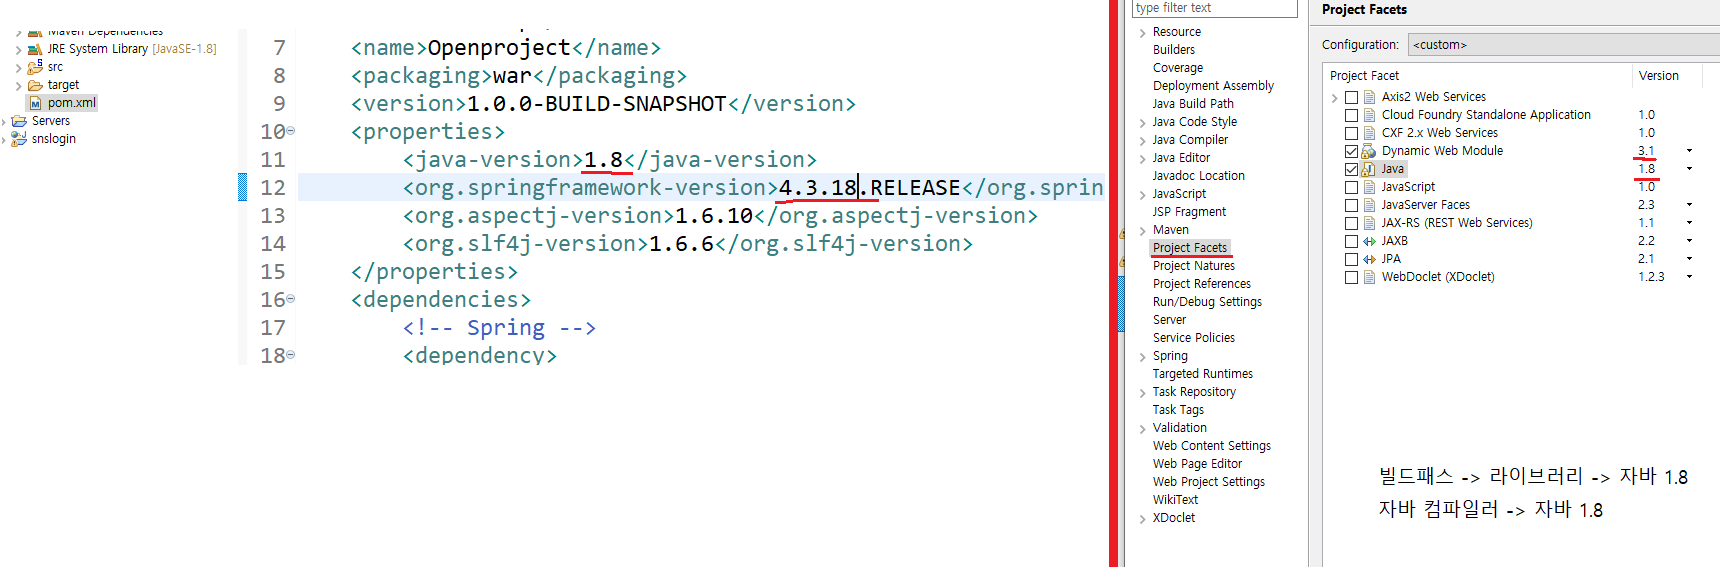 Maven Dependencies
JRE System Library [JavaSE-1.8]
src
target
pom.xml
Servers
snslogin
7 <name>Openproject</name>
8 <packaging>war</packaging>
9 <version>1.0.0-BUILD-SNAPSHOT</version>
10 <properties>
11 <java-version>1.8</java-version>
12 <org.springframework-version>4.3.18.RELEASE</org.sprin
13 <org.aspectj-version>1.6.10</org.aspectj-version>
14 <org.slf4j-version>1.6.6</org.slf4j-version>
15 </properties>
16 <dependencies>
17 <!-- Spring -->
18 <dependency>
type filter text
Resource
Builders
Coverage
Deployment Assembly
Java Build Path
Java Code Style
Java Compiler
Java Editor
Javadoc Location
JavaScript
JSP Fragment
Maven
Project Facets
Project Natures
Project References
Run/Debug Settings
Server
Service Policies
Spring
Targeted Runtimes
Task Repository
Task Tags
Validation
Web Content Settings
Web Page Editor
Web Project Settings
WikiText
XDoclet
Project Facets
Configuration: <custom>
Project Facet Version
Axis2 Web Services
Cloud Foundry Standalone Application 1.0
CXF 2.x Web Services 1.0
Dynamic Web Module 3.1
Java 1.8
JavaScript 1.0
JavaServer Faces 2.3
JAX-RS (REST Web Services) 1.1
JAXB 2.2
JPA 2.1
WebDoclet (XDoclet) 1.2.3
빌드패스 -> 라이브러리 -> 자바 1.8
자바 컴파일러 -> 자바 1.8